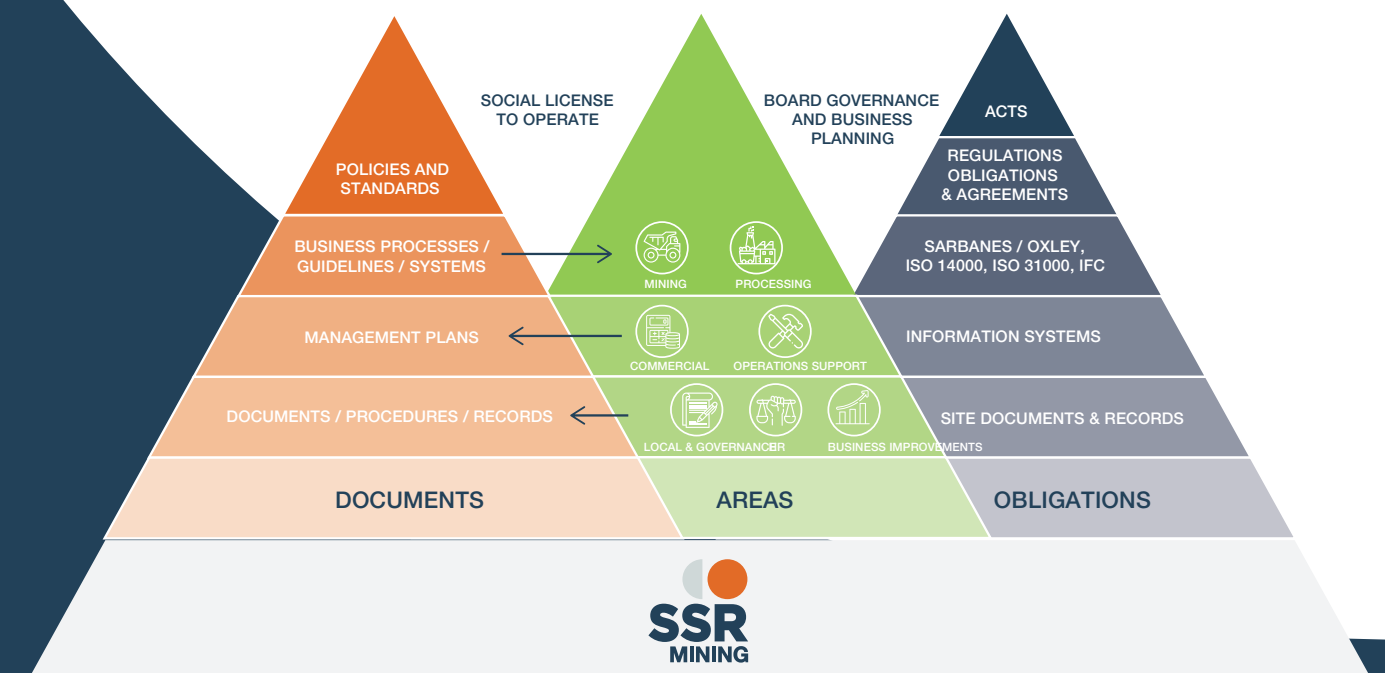 SOCIAL LICENSE
TO OPERATE
BOARD GOVERNANCE
AND BUSINESS
PLANNING
POLICIES AND
STANDARDS
BUSINESS PROCESSES /
GUIDELINES / SYSTEMS
MANAGEMENT PLANS
DOCUMENTS / PROCEDURES / RECORDS
DOCUMENTS
MINING
PROCESSING
COMMERCIAL
OPERATIONS SUPPORT
LOCAL & GOVERNANCE
BUSINESS IMPROVEMENTS
AREAS
ACTS
REGULATIONS
OBLIGATIONS
& AGREEMENTS
SARBANES / OXLEY,
ISO 14000, ISO 31000, IFC
INFORMATION SYSTEMS
SITE DOCUMENTS & RECORDS
OBLIGATIONS
SSR
MINING